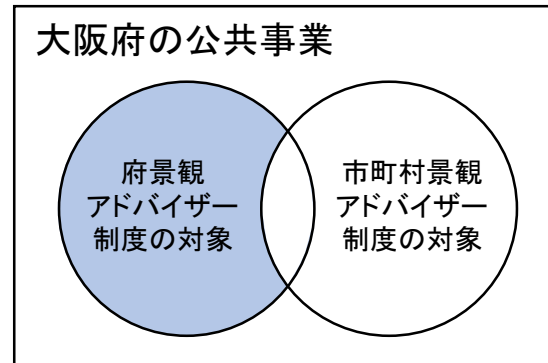 大阪府の公共事業
府景観
アドバイザー
制度の対象
市町村景観
アドバイザー
制度の対象